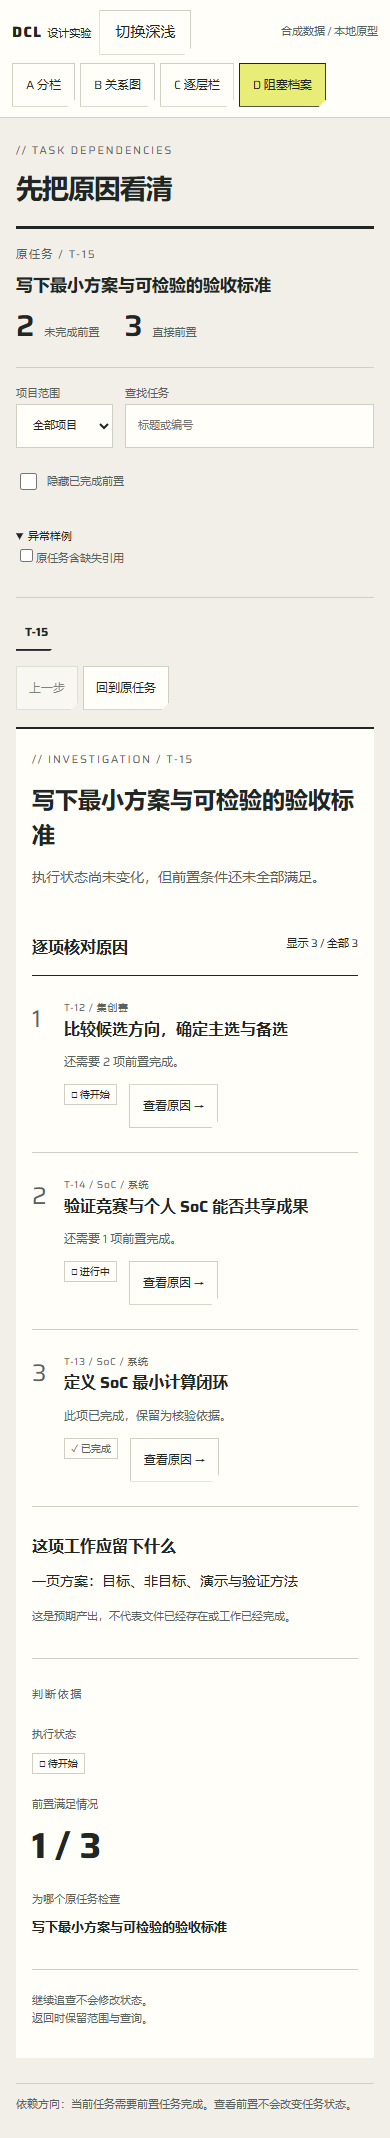 DCL 设计实验
切换深浅
合成数据 / 本地原型
A 分栏
B 关系图
C 逐层栏
D 阻塞档案
// TASK DEPENDENCIES
先把原因看清
原任务 / T-15
写下最小方案与可检验的验收标准
2 未完成前置 3 直接前置
项目范围
查找任务
全部项目
标题或编号
隐藏已完成前置
▼ 异常样例
原任务含缺失引用
T-15
上一步
回到原任务
// INVESTIGATION / T-15
写下最小方案与可检验的验收标
准
执行状态尚未变化，但前置条件还未全部满足。
逐项核对原因
显示 3 / 全部 3
1
T-12 / 集创赛
比较候选方向，确定主选与备选
还需要 2 项前置完成。
待开始
查看原因 →
2
T-14 / SoC / 系统
验证竞赛与个人 SoC 能否共享成果
还需要 1 项前置完成。
进行中
查看原因 →
3
T-13 / SoC / 系统
定义 SoC 最小计算闭环
此项已完成，保留为核验依据。
✓ 已完成
查看原因 →
这项工作应留下什么
一页方案：目标、非目标、演示与验证方法
这是预期产出，不代表文件已经存在或工作已经完成。
判断依据
执行状态
待开始
前置满足情况
1 / 3
为哪个原任务检查
写下最小方案与可检验的验收标准
继续追查不会修改状态。
返回时保留范围与查询。
依赖方向：当前任务需要前置任务完成。查看前置不会改变任务状态。